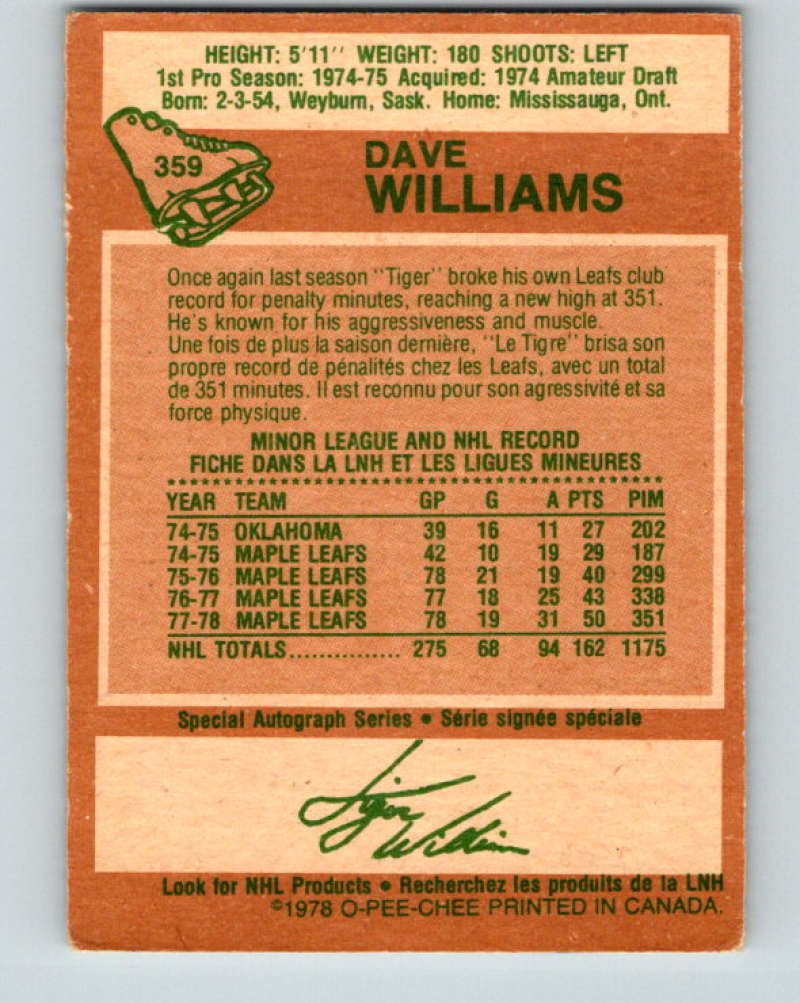 HEIGHT: 5'11" WEIGHT: 180 SHOOTS: LEFT
1st Pro Season: 1974-75 Acquired: 1974 Amateur Draft
Born: 2-3-54, Weyburn, Sask. Home: Mississauga, Ont.
359
DAVE
WILLIAMS
Once again last season "Tiger" broke his own Leafs club
record for penalty minutes, reaching a new high at 351.
He's known for his aggressiveness and muscle.
Une fois de plus la saison dernière, "Le Tigre" brisa son
propre record de pénalités chez les Leafs, avec un total
de 351 minutes. Il est reconnu pour son agressivité et sa
force physique.
MINOR LEAGUE AND NHL RECORD
FICHE DANS LA LNH ET LES LIGUES MINEURES
YEAR TEAM GP G A PTS PIM
74-75 OKLAHOMA 39 16 11 27 202
74-75 MAPLE LEAFS 42 10 19 29 187
75-76 MAPLE LEAFS 78 21 19 40 299
76-77 MAPLE LEAFS 77 18 25 43 338
77-78 MAPLE LEAFS 78 19 31 50 351
NHL TOTALS................ 275 68 94 162 1175
Special Autograph Series • Série signée spéciale
Tiger
Williams
Look for NHL Products • Recherchez les produits de la LNH
©1978 O-PEE-CHEE PRINTED IN CANADA.